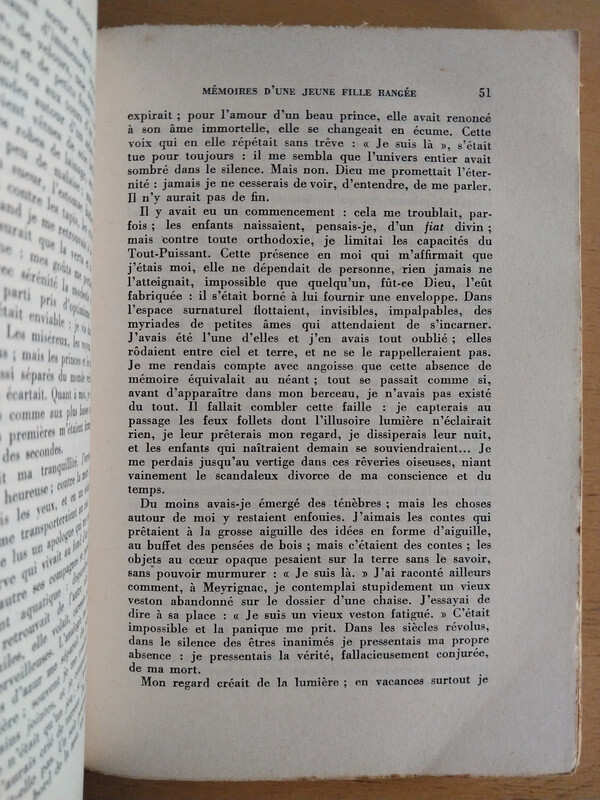 MÉMOIRES D'UNE JEUNE FILLE RANGÉE 51
expirait ; pour l'amour d'un beau prince, elle avait renoncé
à son âme immortelle, elle se changeait en écume. Cette
voix qui en elle répétait sans trêve : « Je suis là », s'était
tue pour toujours : il me sembla que l'univers entier avait
sombré dans le silence. Mais non. Dieu me promettait l'éter-
nité : jamais je ne cesserais de voir, d'entendre, de me parler.
Il n'y aurait pas de fin.
Il y avait eu un commencement : cela me troublait, par-
fois ; les enfants naissaient, pensais-je, d'un fiat divin ;
mais contre toute orthodoxie, je limitai les capacités du
Tout-Puissant. Cette présence en moi qui m'affirmait que
j'étais moi, elle ne dépendait de personne, rien jamais ne
l'atteignait, impossible que quelqu'un, fût-ce Dieu, l'eût
fabriquée : il s'était borné à lui fournir une enveloppe. Dans
l'espace surnaturel flottaient, invisibles, impalpables, des
myriades de petites âmes qui attendaient de s'incarner.
J'avais été l'une d'elles et j'en avais tout oublié ; elles
rôdaient entre ciel et terre, et ne se le rappelleraient pas.
Je me rendais compte avec angoisse que cette absence de
mémoire équivalait au néant ; tout se passait comme si,
avant d'apparaître dans mon berceau, je n'avais pas existé
du tout. Il fallait combler cette faille : je capterais au
passage les feux follets dont l'illusoire lumière n'éclairait
rien, je leur prêterais mon regard, je dissiperais leur nuit,
et les enfants qui naîtraient demain se souviendraient... Je
me perdais jusqu'au vertige dans ces rêveries oiseuses, niant
vainement le scandaleux divorce de ma conscience et du
temps.
Du moins avais-je émergé des ténèbres ; mais les choses
autour de moi y restaient enfouies. J'aimais les contes qui
prêtaient à la grosse aiguille des idées en forme d'aiguille,
au buffet des pensées de bois ; mais c'étaient des contes ; les
objets au cœur opaque pesaient sur la terre sans le savoir,
sans pouvoir murmurer : « Je suis là. » J'ai raconté ailleurs
comment, à Meyrignac, je contemplai stupidement un vieux
veston abandonné sur le dossier d'une chaise. J'essayai de
dire à sa place : « Je suis un vieux veston fatigué. » C'était
impossible et la panique me prit. Dans les siècles révolus,
dans le silence des êtres inanimés je pressentais ma propre
absence : je pressentais la vérité, fallacieusement conjurée,
de ma mort.
Mon regard créait de la lumière ; en vacances surtout je